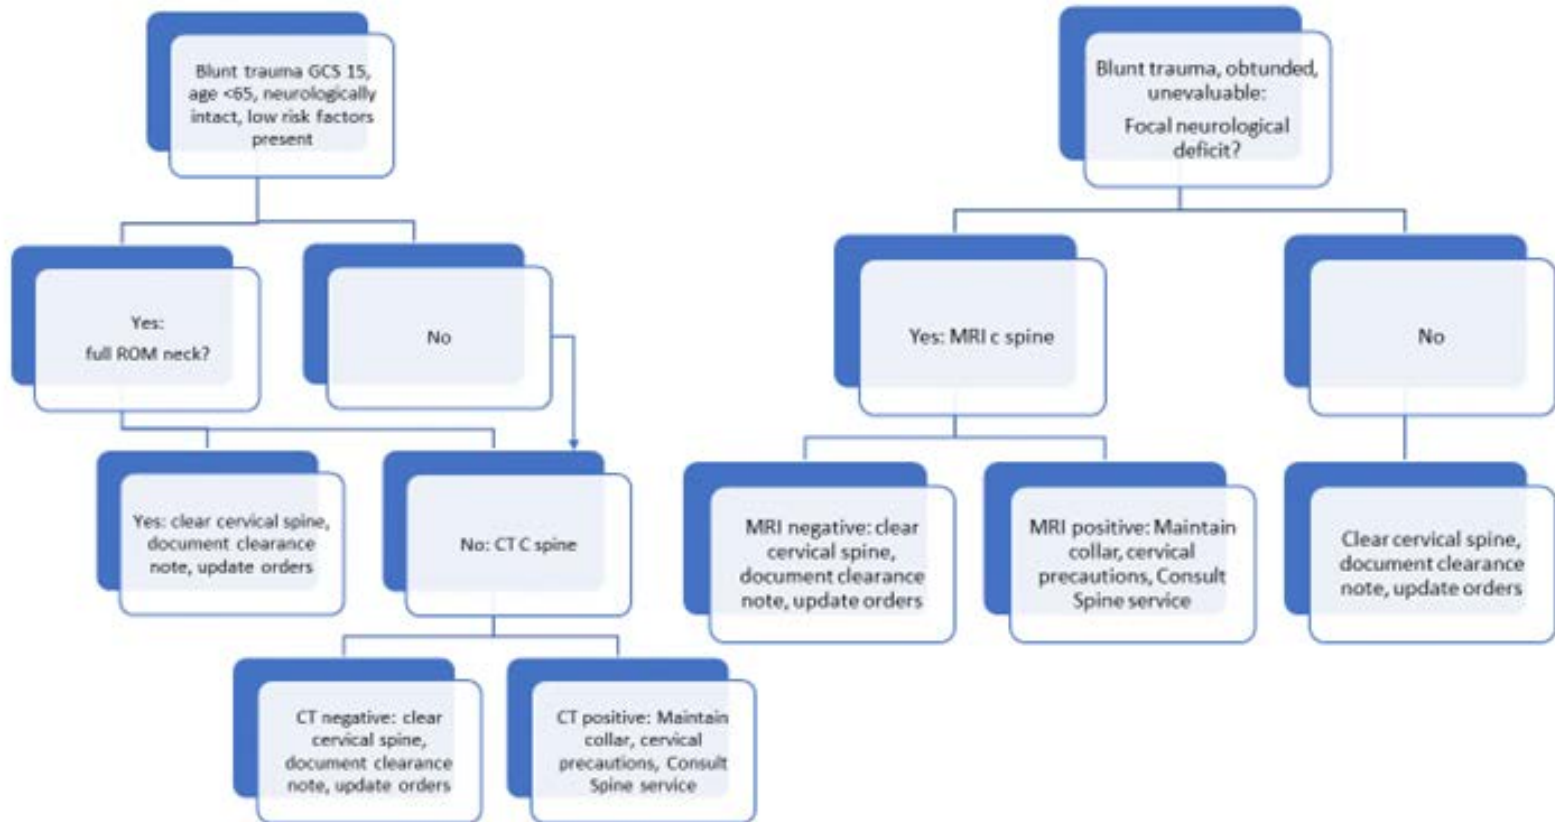 Blunt trauma GCS 15,
age <65, neurologically
intact, low risk factors
present
Yes:
full ROM neck?
No
Yes: clear cervical spine,
document clearance
note, update orders
No: CT C spine
CT negative: clear
cervical spine,
document clearance
note, update orders
CT positive: Maintain
collar, cervical
precautions, Consult
Spine service
Blunt trauma, obtunded,
unevaluable:
Focal neurological
deficit?
Yes: MRI c spine
No
MRI negative: clear
cervical spine,
document clearance
note, update orders
MRI positive: Maintain
collar, cervical
precautions, Consult
Spine service
Clear cervical spine,
document clearance
note, update orders